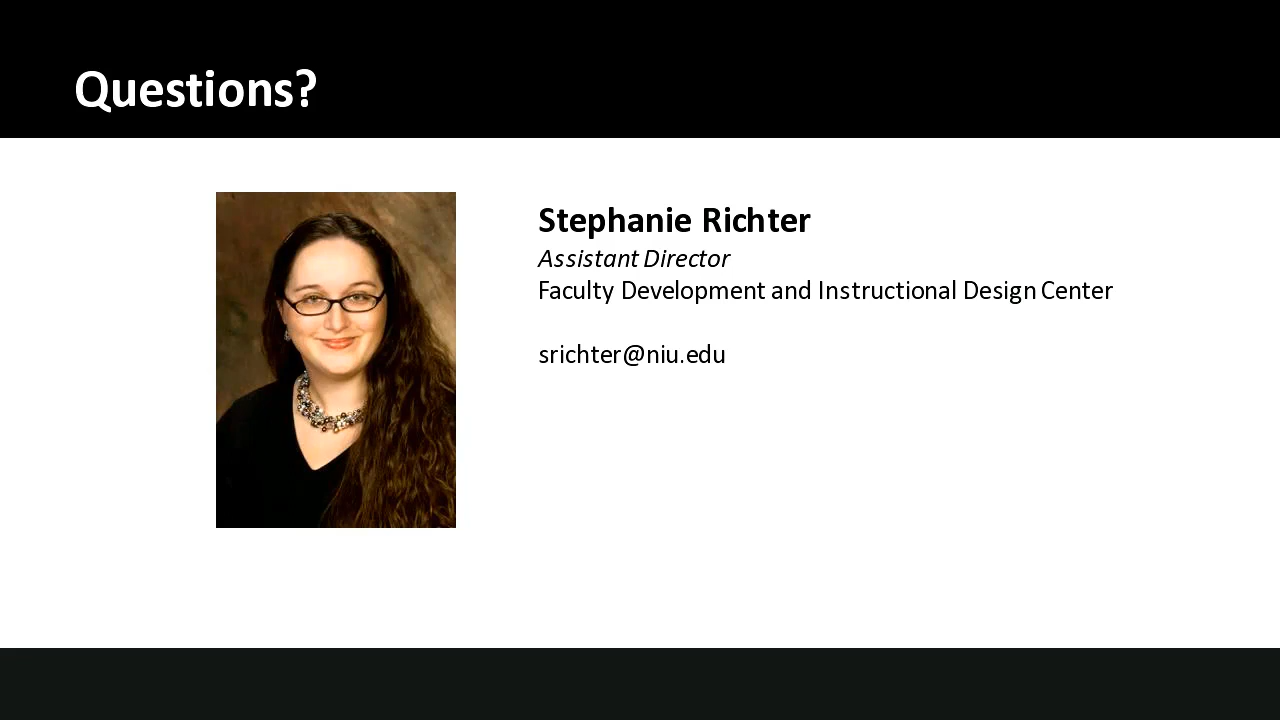 Questions?
Stephanie Richter
Assistant Director
Faculty Development and Instructional Design Center
srichter@niu.edu